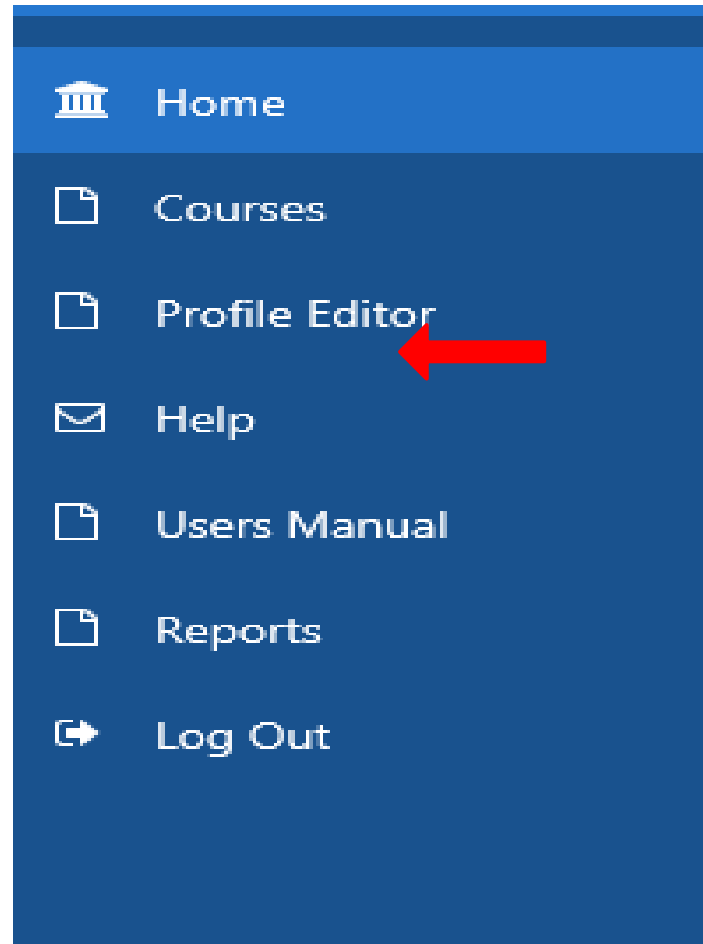 Home
Courses
Profile Editor
Help
Users Manual
Reports
Log Out